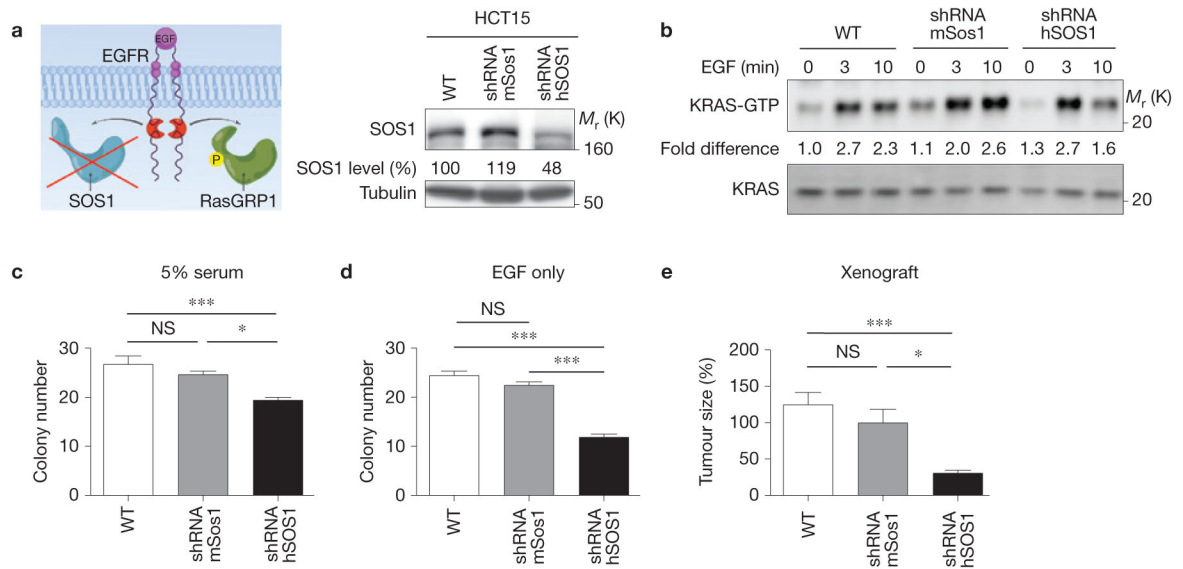 a
EGF
EGFR
P
SOS1
RasGRP1
HCT15
WT
shRNA
mSos1
shRNA
hSOS1
SOS1
Mr (K)
160
SOS1 level (%) 100 119 48
Tubulin
50
b
WT
shRNA
mSos1
shRNA
hSOS1
EGF (min) 0 3 10 0 3 10 0 3 10
KRAS-GTP
Mr (K)
20
Fold difference 1.0 2.7 2.3 1.1 2.0 2.6 1.3 2.7 1.6
KRAS
20
c
5% serum
***
NS *
Colony number
30
20
10
0
WT
shRNA
mSos1
shRNA
hSOS1
d
EGF only
NS
***
***
Colony number
30
20
10
0
WT
shRNA
mSos1
shRNA
hSOS1
e
Xenograft
***
NS *
Tumour size (%)
200
150
100
50
0
WT
shRNA
mSos1
shRNA
hSOS1